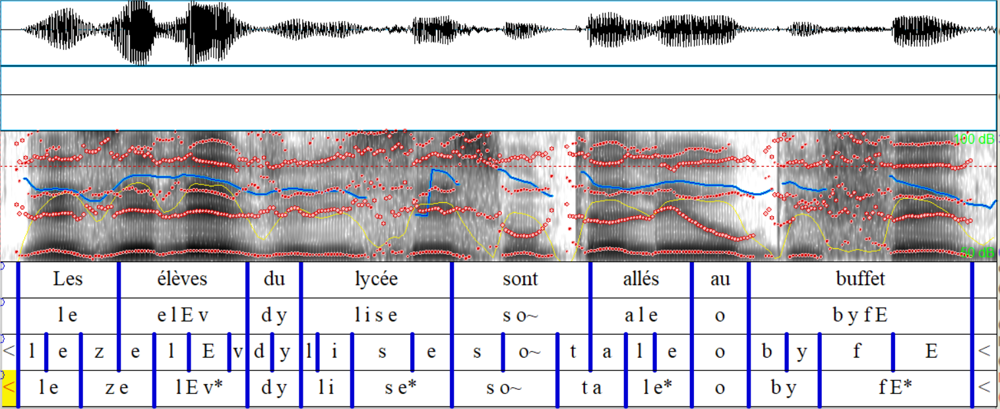 100 dB
50 dB
Les élèves du lycée sont allés au buffet
l e e l E v d y l i s e s o~ a l e o b y f E
< l e z e l E v d y l i s e s o~ t a l e o b y f E <
< l e z e l E v* d y l i s e* s o~ t a l e* o b y f E* <